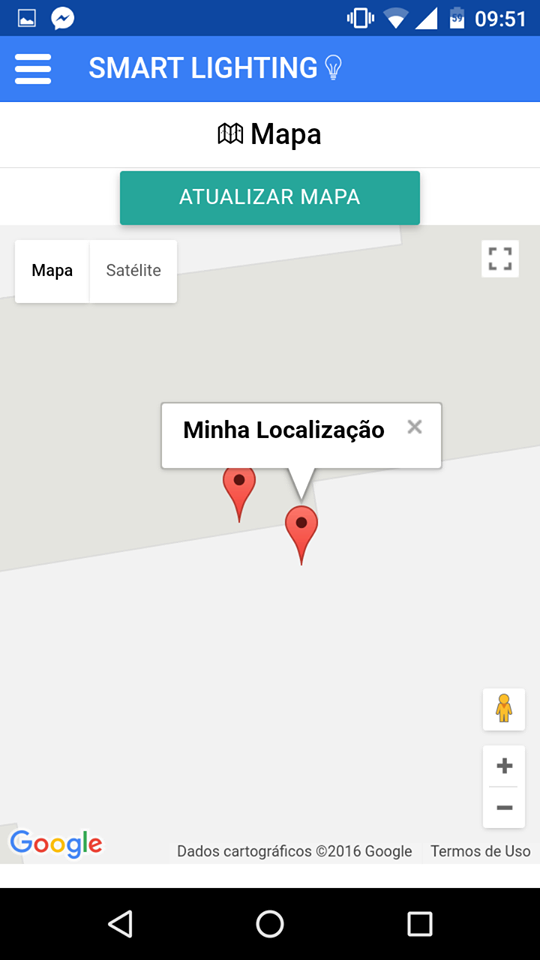 09:51
SMART LIGHTING
Mapa
ATUALIZAR MAPA
Mapa Satélite
Minha Localização
Google Dados cartográficos ©2016 Google Termos de Uso